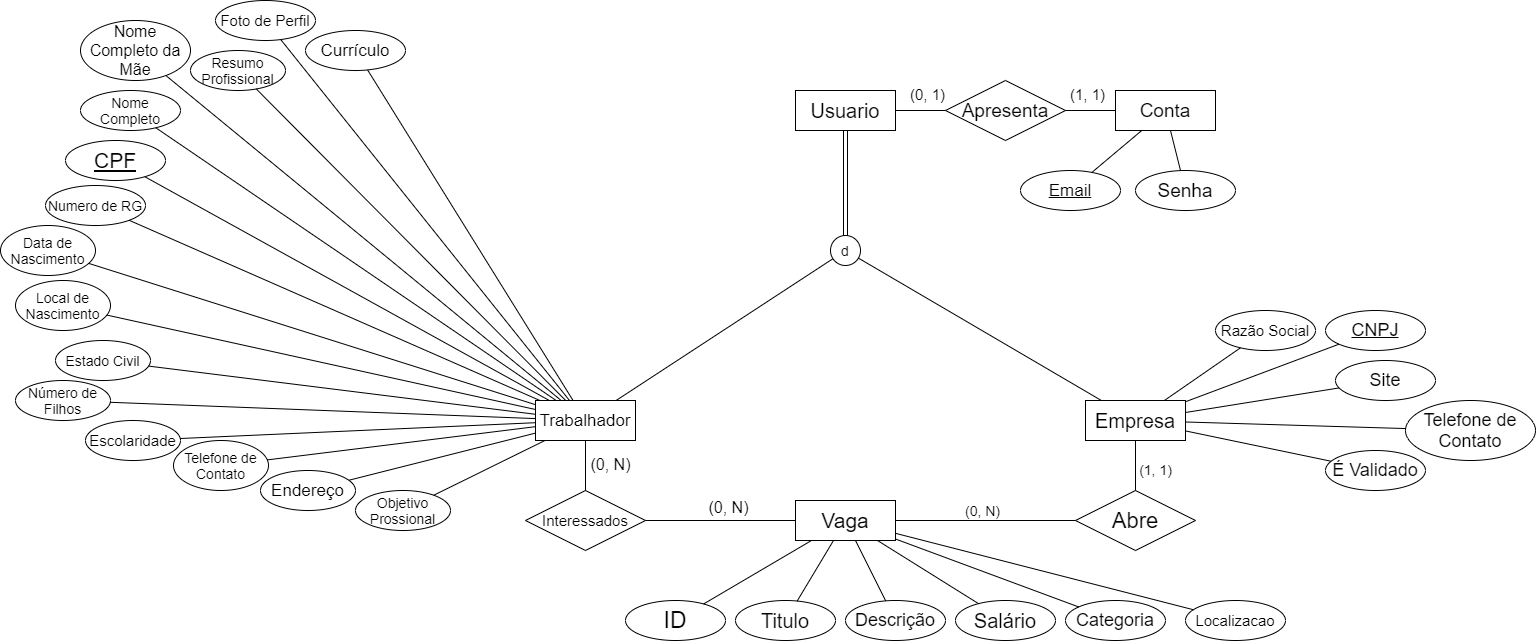 Foto de Perfil
Nome
Completo da
Mãe
Currículo
Resumo
Profissional
Nome
Completo
CPF
Numero de RG
Data de
Nascimento
Local de
Nascimento
Estado Civil
Número de
Filhos
Escolaridade
Telefone de
Contato
Endereço
Objetivo
Prossional
Trabalhador
(0, N)
Interessados
(0, N)
Usuario
(0, 1)
Apresenta
(1, 1)
Conta
Email
Senha
d
Razão Social
CNPJ
Site
Telefone de
Contato
É Validado
Empresa
(1, 1)
Abre
(0, N)
Vaga
ID
Titulo
Descrição
Salário
Categoria
Localizacao